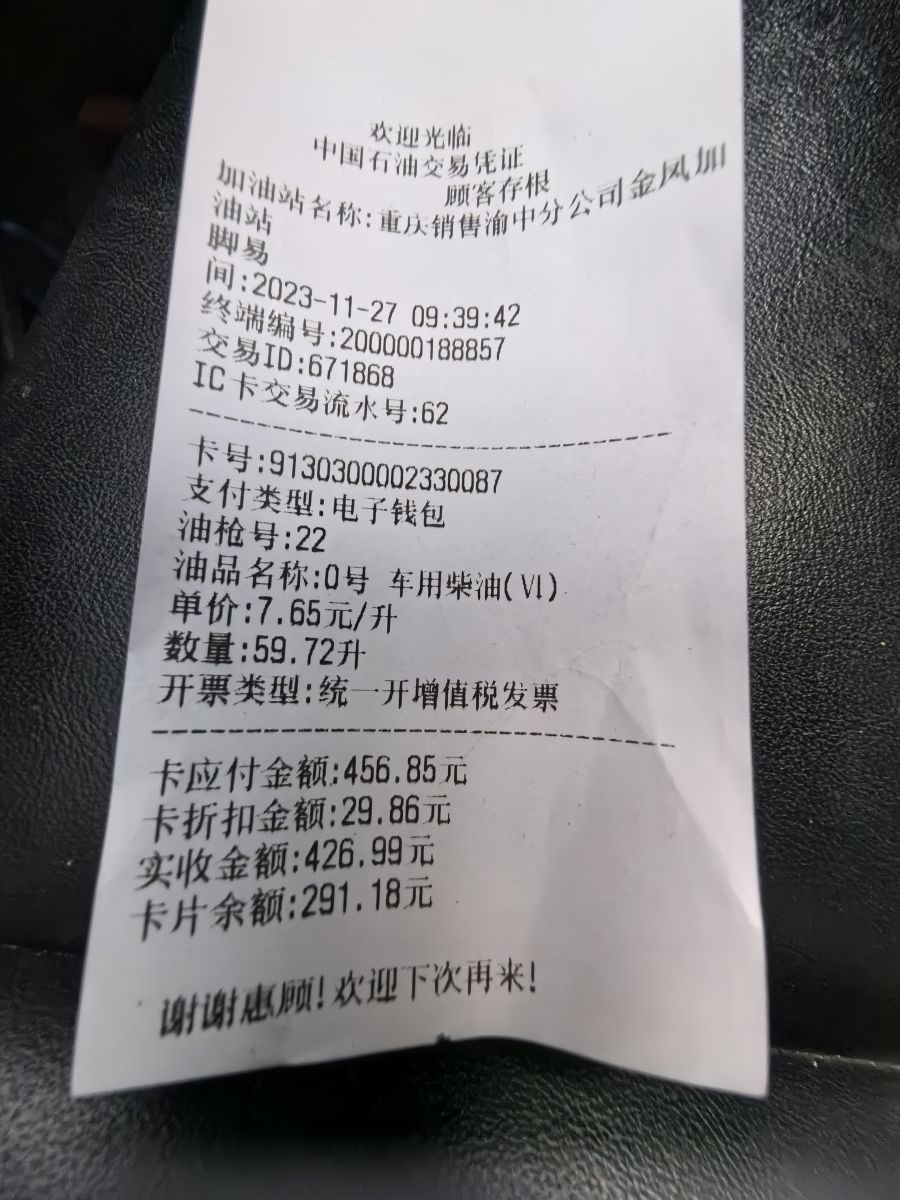 欢迎光临
中国石油交易凭证
顾客存根
加油站名称:重庆销售渝中分公司金凤加
油站
脚易
间:2023-11-27 09:39:42
终端编号:200000188857
交易ID:671868
IC卡交易流水号:62
卡号:9130300002330087
支付类型:电子钱包
油枪号:22
油品名称:0号 车用柴油(Ⅵ)
单价:7.65元/升
数量:59.72升
开票类型:统一开增值税发票
卡应付金额:456.85元
卡折扣金额:29.86元
实收金额:426.99元
卡片余额:291.18元
谢谢惠顾!欢迎下次再来!